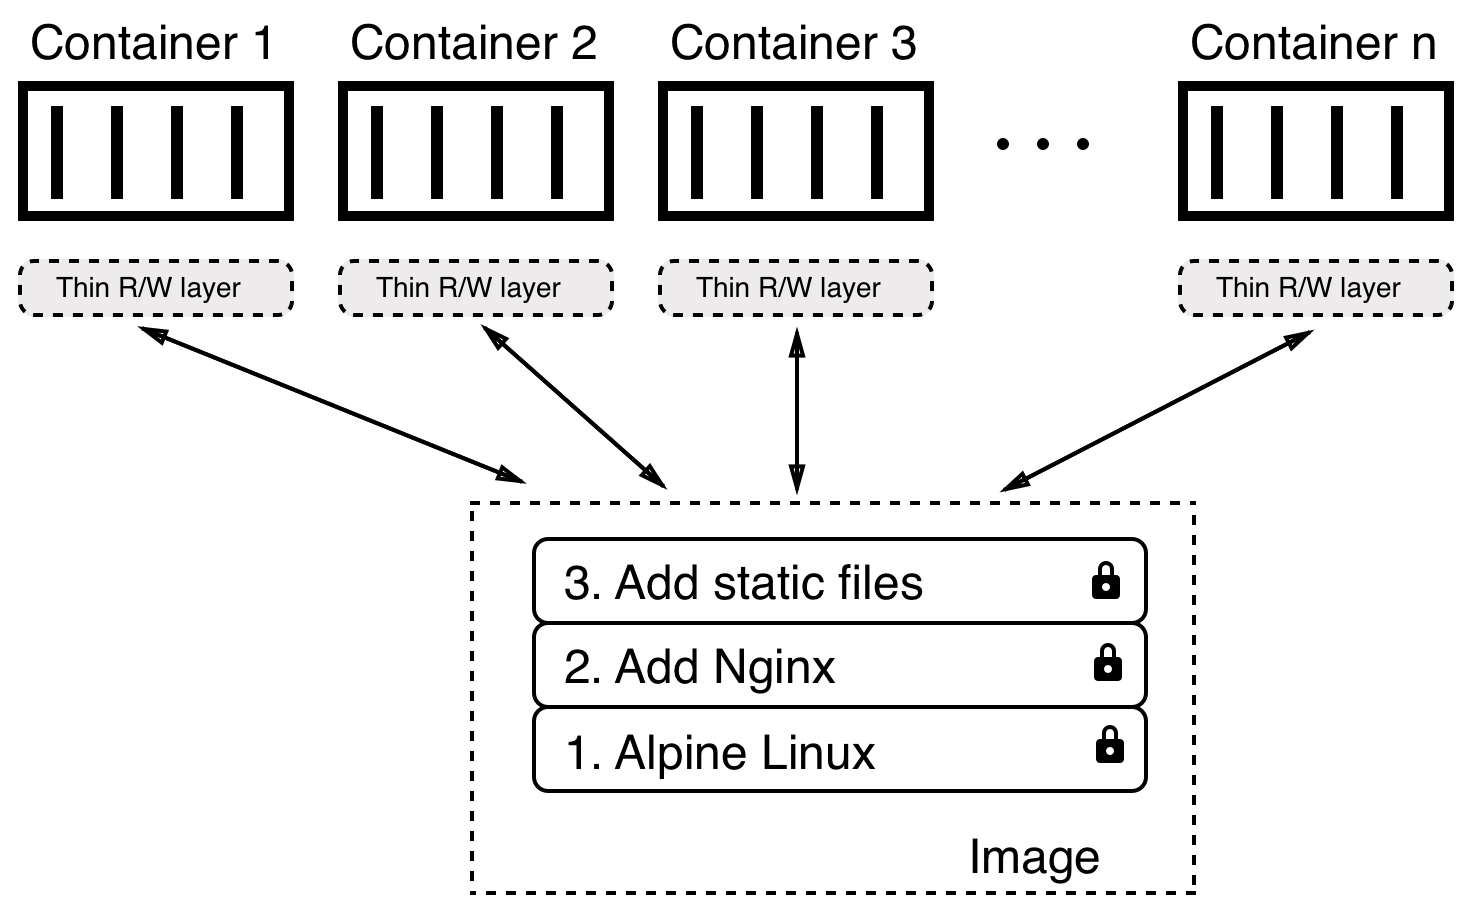 Container 1
Container 2
Container 3
Container n
. . .
Thin R/W layer
Thin R/W layer
Thin R/W layer
Thin R/W layer
3. Add static files
2. Add Nginx
1. Alpine Linux
Image